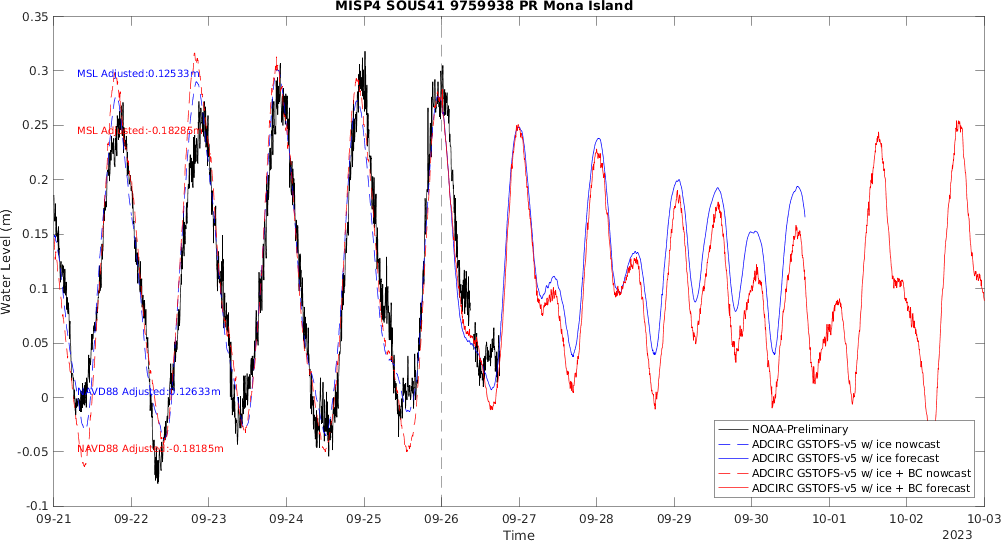 MISP4 SOUS41 9759938 PR Mona Island
0.35
0.3
0.25
0.2
0.15
0.1
0.05
0
-0.05
-0.1
Water Level (m)
MSL Adjusted:0.12533m
MSL Adjusted:-0.18285m
NAVD88 Adjusted:0.12633m
NAVD88 Adjusted:-0.18185m
NOAA-Preliminary
ADCIRC GSTOFS-v5 w/ ice nowcast
ADCIRC GSTOFS-v5 w/ ice forecast
ADCIRC GSTOFS-v5 w/ ice + BC nowcast
ADCIRC GSTOFS-v5 w/ ice + BC forecast
09-21 09-22 09-23 09-24 09-25 09-26 09-27 09-28 09-29 09-30 10-01 10-02 10-03
Time
2023